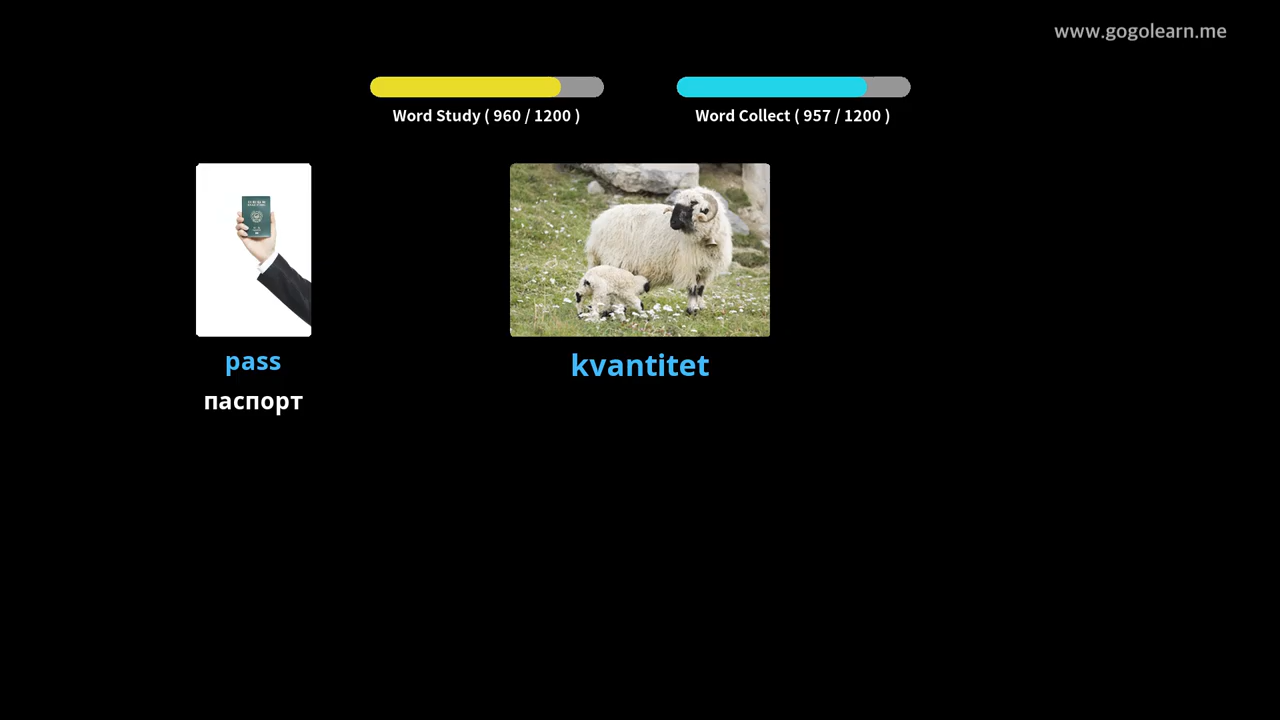 www.gogolearn.me
Word Study ( 960 / 1200 )
Word Collect ( 957 / 1200 )
pass
паспорт
kvantitet